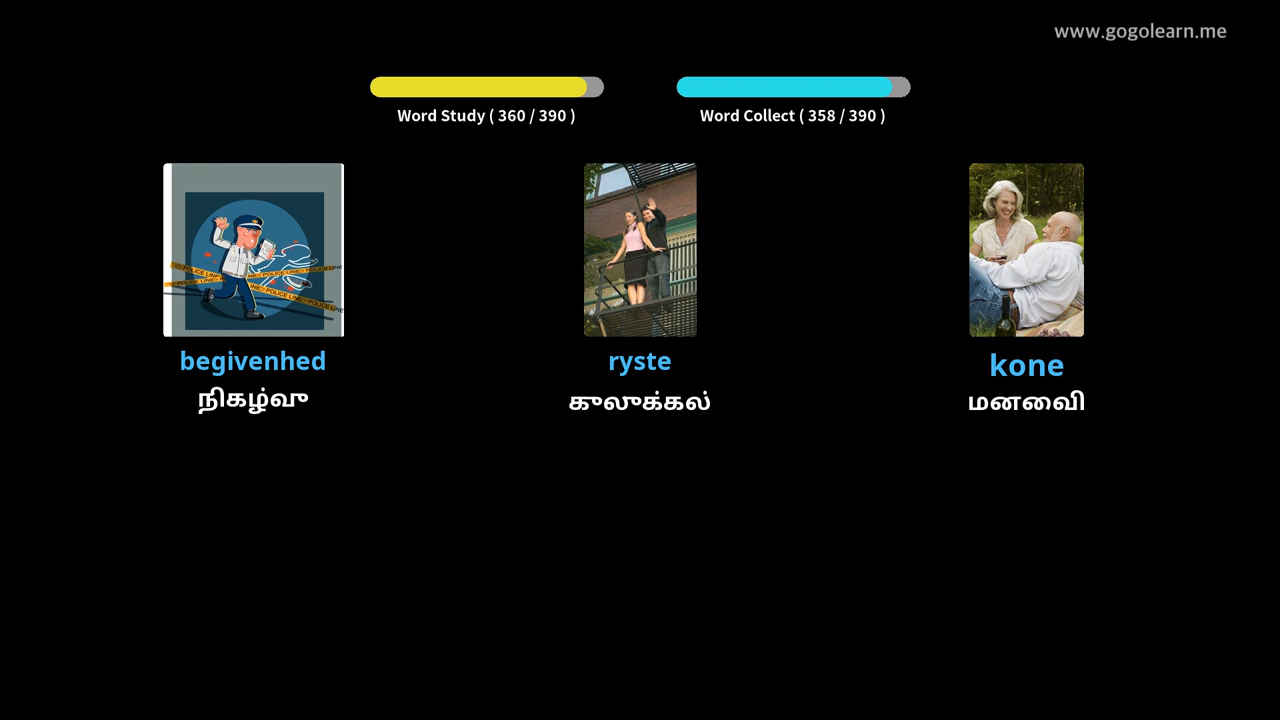 www.gogolearn.me
Word Study ( 360 / 390 )
Word Collect ( 358 / 390 )
begivenhed
ryste
kone
நிகழ்வு
குலுக்கல்
மனைவி